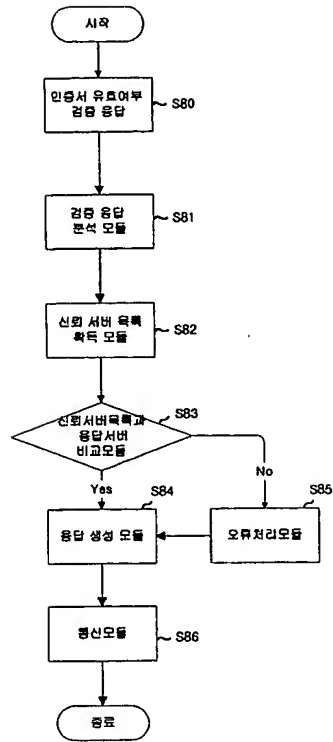 시작
인증서 유효여부
검증 응답
S80
검증 응답
분석 모듈
S81
신뢰 서버 목록
획득 모듈
S82
신뢰서버목록과
응답서버
비교모듈
S83
Yes
No
S84
응답 생성 모듈
S85
오류처리모듈
통신모듈
S86
종료